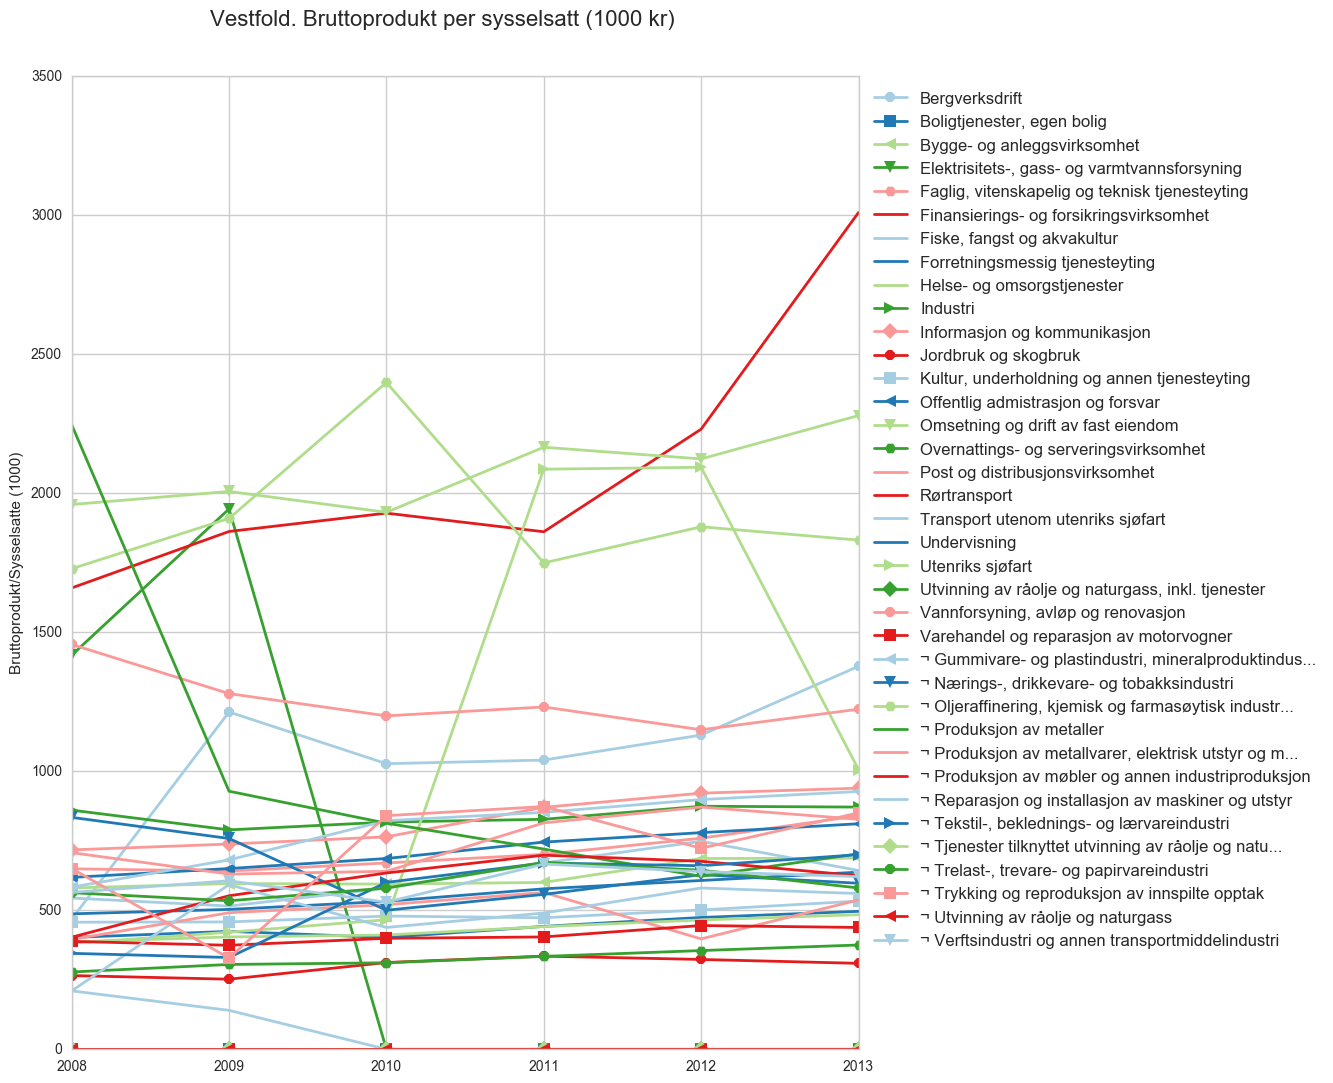 Vestfold. Bruttoprodukt per sysselsatt (1000 kr)
3500
3000
2500
2000
1500
1000
500
0
Bruttoprodukt/Sysselsatte (1000)
2008 2009 2010 2011 2012 2013
Bergverksdrift
Boligtjenester, egen bolig
Bygge- og anleggsvirksomhet
Elektrisitets-, gass- og varmtvannsforsyning
Faglig, vitenskapelig og teknisk tjenesteyting
Finansierings- og forsikringsvirksomhet
Fiske, fangst og akvakultur
Forretningsmessig tjenesteyting
Helse- og omsorgstjenester
Industri
Informasjon og kommunikasjon
Jordbruk og skogbruk
Kultur, underholdning og annen tjenesteyting
Offentlig admistrasjon og forsvar
Omsetning og drift av fast eiendom
Overnattings- og serveringsvirksomhet
Post og distribusjonsvirksomhet
Rørtransport
Transport utenom utenriks sjøfart
Undervisning
Utenriks sjøfart
Utvinning av råolje og naturgass, inkl. tjenester
Vannforsyning, avløp og renovasjon
Varehandel og reparasjon av motorvogner
¬ Gummivare- og plastindustri, mineralproduktindus...
¬ Nærings-, drikkevare- og tobakksindustri
¬ Oljeraffinering, kjemisk og farmasøytisk industr...
¬ Produksjon av metaller
¬ Produksjon av metallvarer, elektrisk utstyr og m...
¬ Produksjon av møbler og annen industriproduksjon
¬ Reparasjon og installasjon av maskiner og utstyr
¬ Tekstil-, beklednings- og lærvareindustri
¬ Tjenester tilknyttet utvinning av råolje og natu...
¬ Trelast-, trevare- og papirvareindustri
¬ Trykking og reproduksjon av innspilte opptak
¬ Utvinning av råolje og naturgass
¬ Verftsindustri og annen transportmiddelindustri